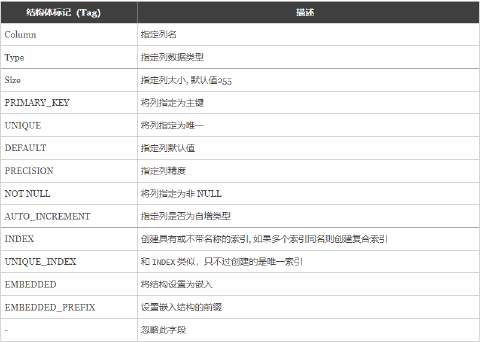 结构体标记 (Tag) 描述
Column 指定列名
Type 指定列数据类型
Size 指定列大小, 默认值255
PRIMARY_KEY 将列指定为主键
UNIQUE 将列指定为唯一
DEFAULT 指定列默认值
PRECISION 指定列精度
NOT NULL 将列指定为非 NULL
AUTO_INCREMENT 指定列是否为自增类型
INDEX 创建具有或不带名称的索引, 如果多个索引同名则创建复合索引
UNIQUE_INDEX 和 INDEX 类似，只不过创建的是唯一索引
EMBEDDED 将结构设置为嵌入
EMBEDDED_PREFIX 设置嵌入结构的前缀
- 忽略此字段